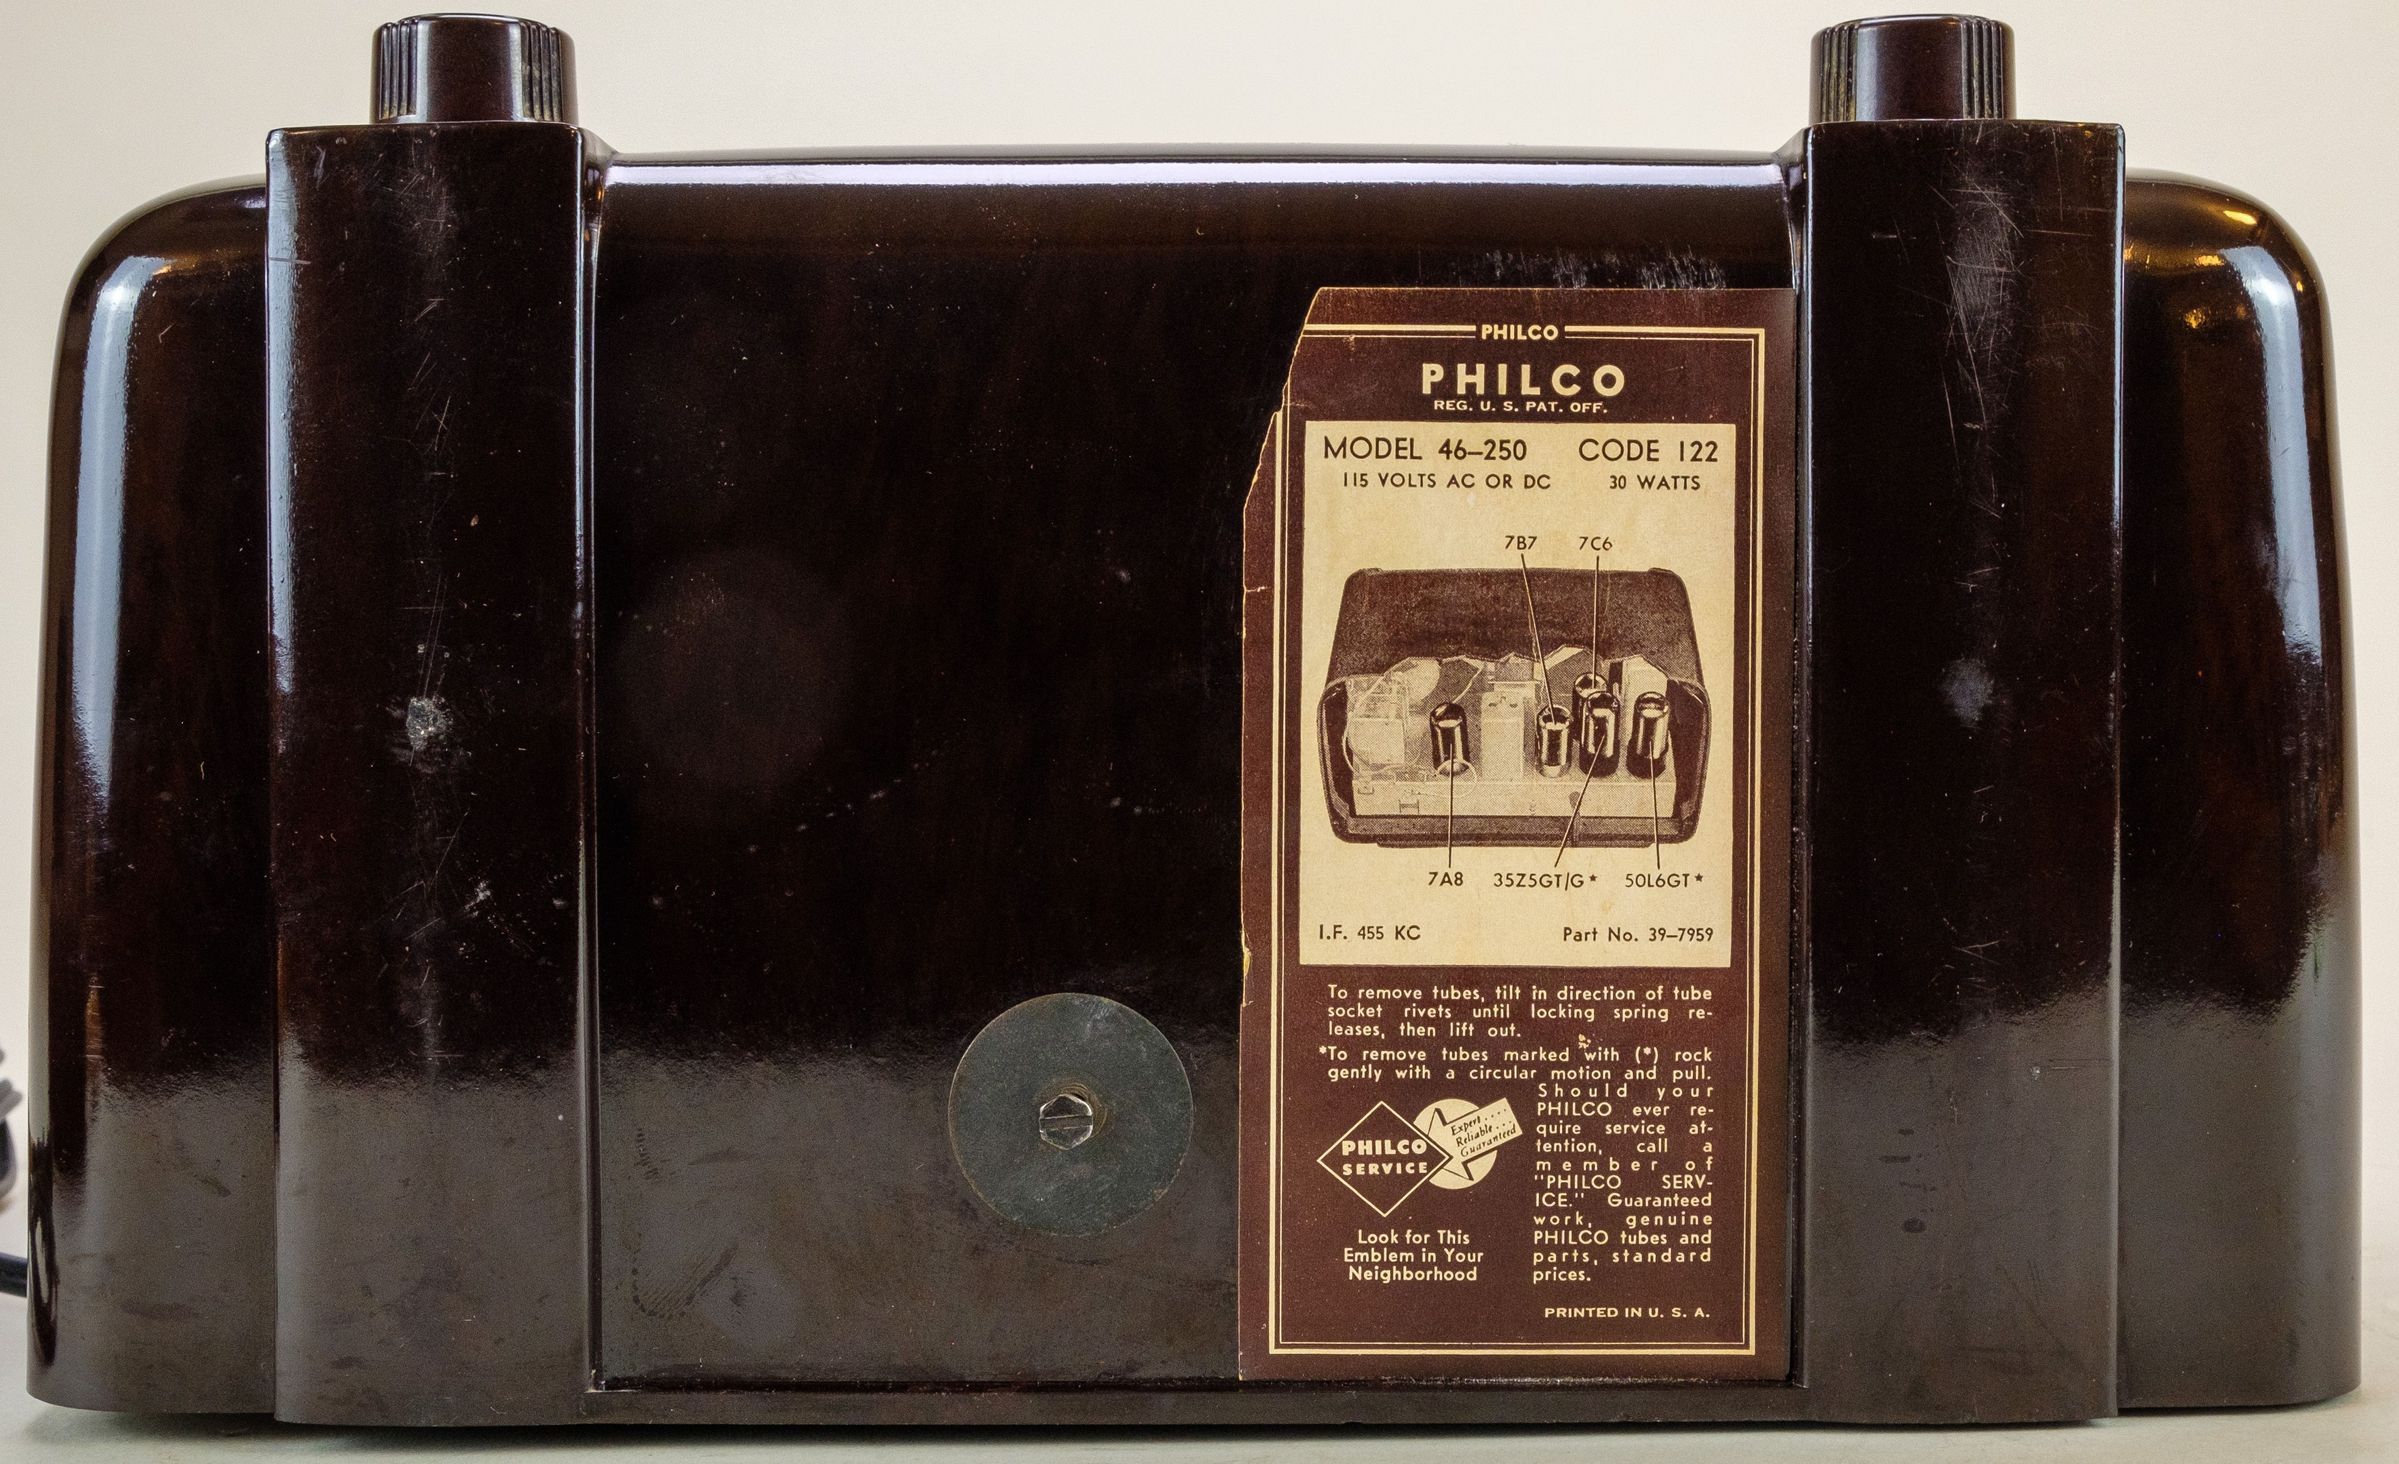 PHILCO
PHILCO
REG. U. S. PAT. OFF.
MODEL 46–250 CODE 122
115 VOLTS AC OR DC 30 WATTS
7B7 7C6
7A8 35Z5GT/G* 50L6GT*
I.F. 455 KC Part No. 39–7959
To remove tubes, tilt in direction of tube
socket rivets until locking spring re-
leases, then lift out.
*To remove tubes marked with (*) rock
gently with a circular motion and pull.
Should your
PHILCO ever re-
quire service at-
tention, call a
member of
"PHILCO SERV-
ICE." Guaranteed
work, genuine
PHILCO tubes and
parts, standard
prices.
Expert....
Reliable...
Guaranteed
PHILCO
SERVICE
Look for This
Emblem in Your
Neighborhood
PRINTED IN U. S. A.